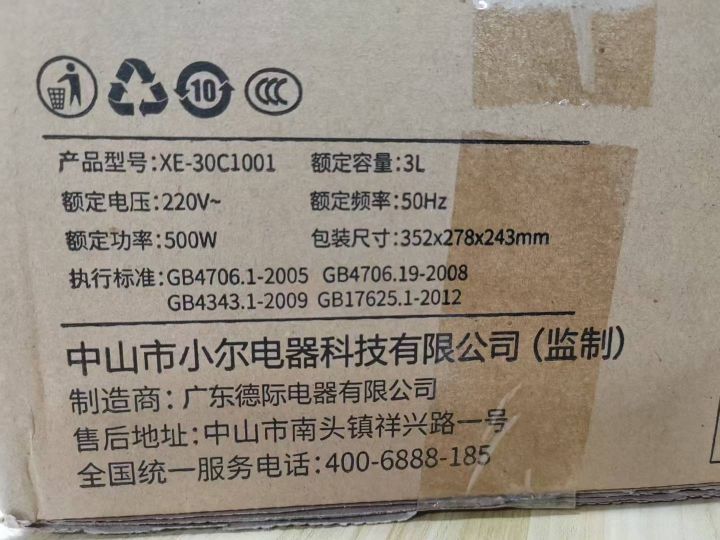 10
产品型号:XE-30C1001 额定容量:3L
额定电压:220V~ 额定频率:50Hz
额定功率:500W 包装尺寸:352x278x243mm
执行标准:GB4706.1-2005 GB4706.19-2008
GB4343.1-2009 GB17625.1-2012
中山市小尔电器科技有限公司(监制)
制造商:广东德际电器有限公司
售后地址:中山市南头镇祥兴路一号
全国统一服务电话:400-6888-185